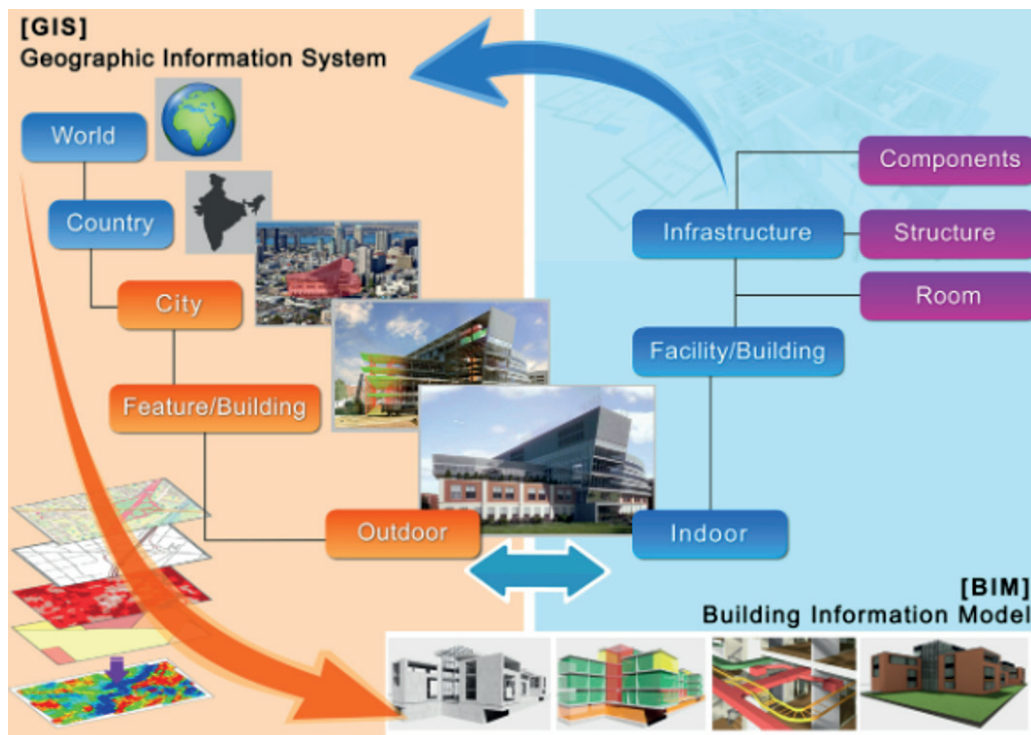 [GIS]
Geographic Information System
World
Country
City
Feature/Building
Outdoor
Components
Infrastructure
Structure
Room
Facility/Building
Indoor
[BIM]
Building Information Model